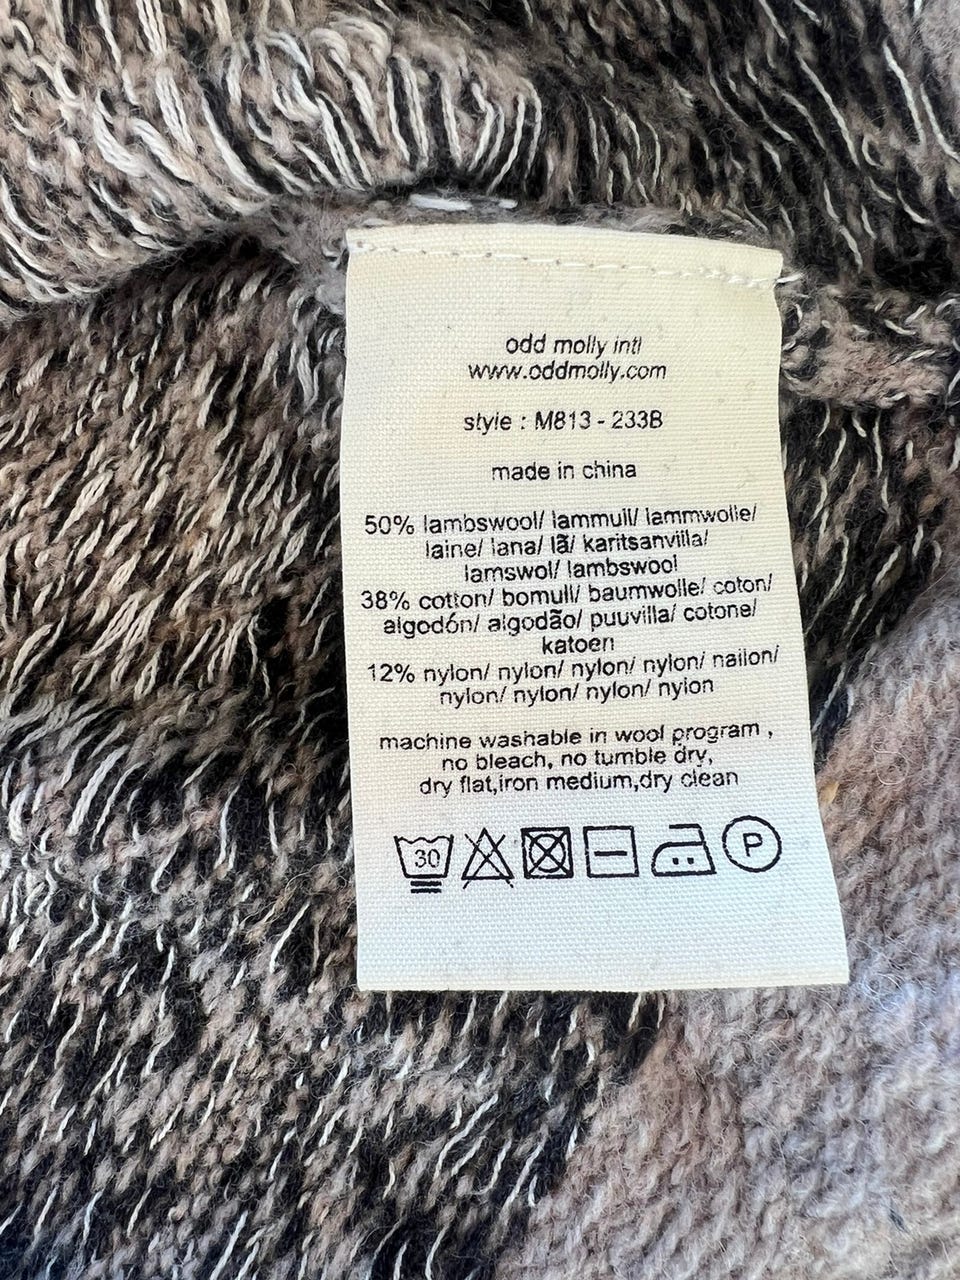 odd molly intl
www.oddmolly.com
style : M813 - 233B
made in china
50% lambswool/ lammull/ lammwolle/
laine/ lana/ lã/ karitsanvilla/
lamswol/ lambswool
38% cotton/ bomull/ baumwolle/ coton/
algodón/ algodão/ puuvilla/ cotone/
katoen
12% nylon/ nylon/ nylon/ nylon/ nailon/
nylon/ nylon/ nylon/ nylon
machine washable in wool program ,
no bleach, no tumble dry,
dry flat,iron medium,dry clean
30 P